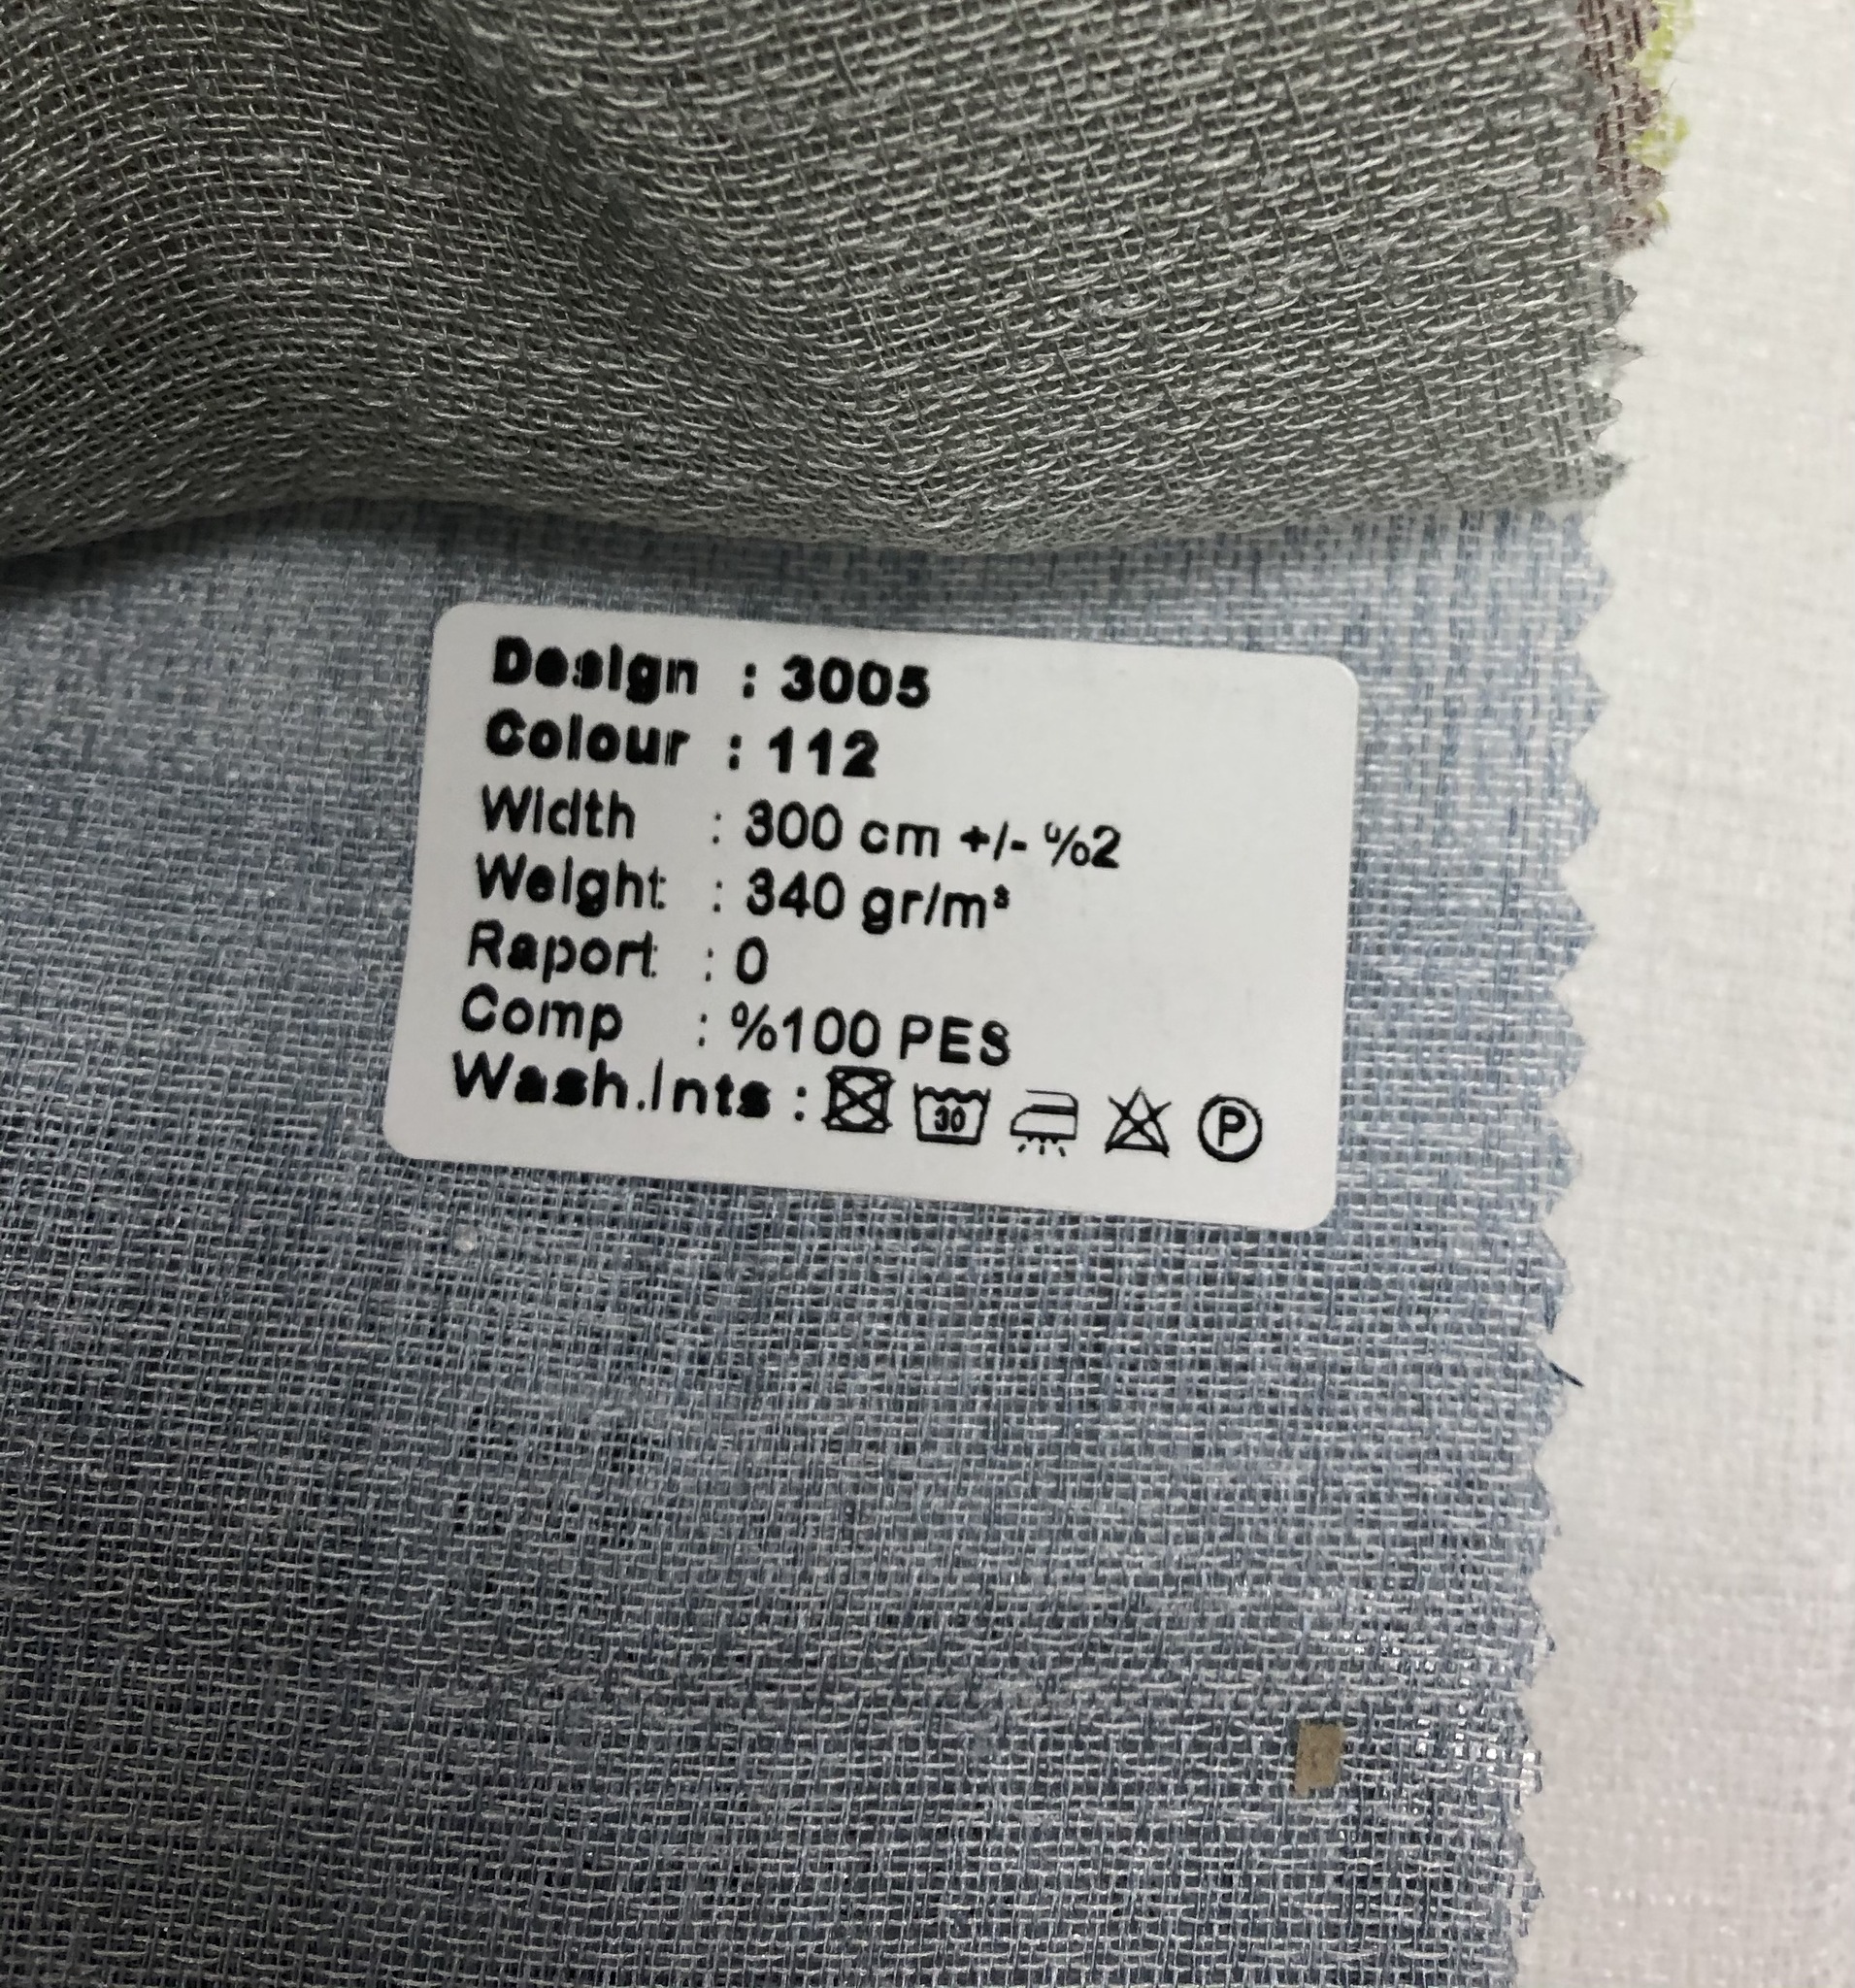 Design : 3005
Colour : 112
Width : 300 cm +/- %2
Weight : 340 gr/m²
Raport : 0
Comp : %100 PES
Wash.Ints : 30 P